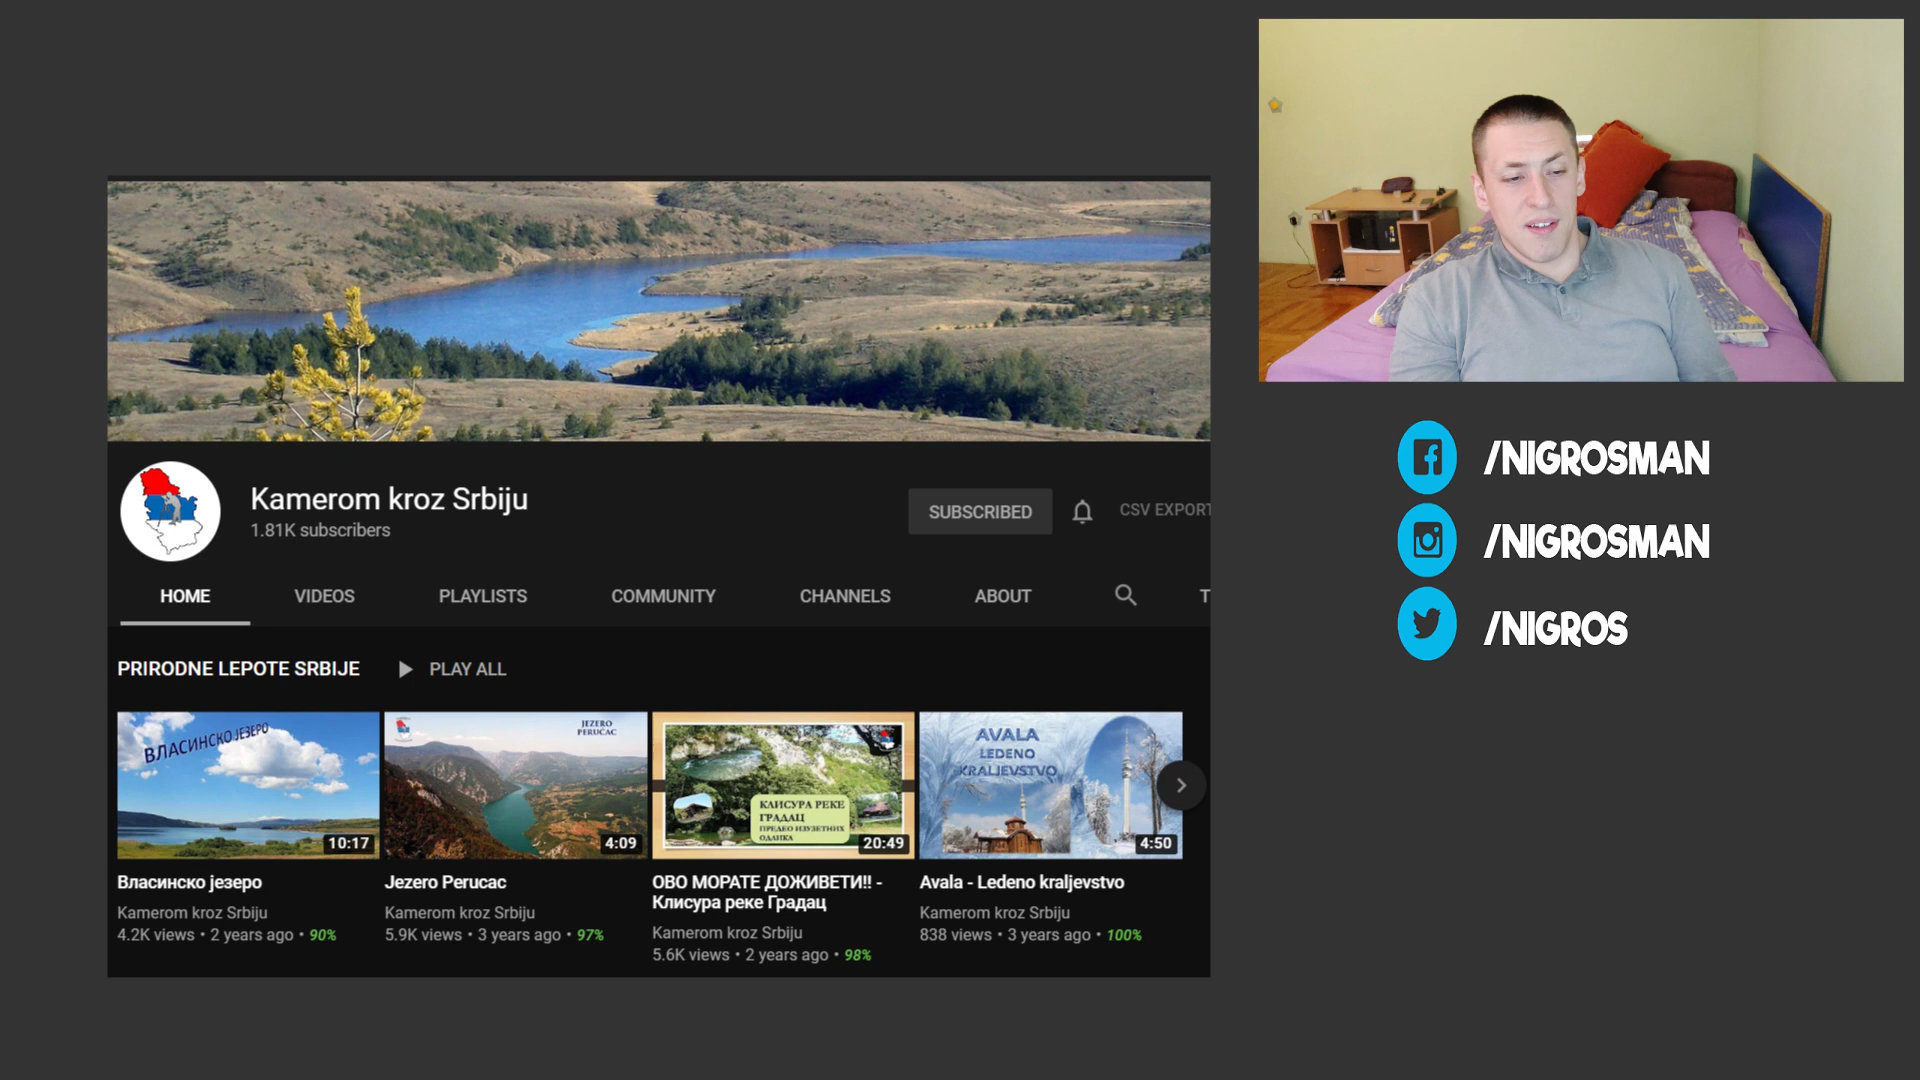 Kamerom kroz Srbiju
1.81K subscribers
SUBSCRIBED
CSV EXPORT
HOME
VIDEOS
PLAYLISTS
COMMUNITY
CHANNELS
ABOUT
T
PRIRODNE LEPOTE SRBIJE
PLAY ALL
ВЛАСИНСКО ЈЕЗЕРО
10:17
Власинско језеро
Kamerom kroz Srbiju
4.2K views • 2 years ago • 90%
JEZERO
PERUĆAC
4:09
Jezero Perucac
Kamerom kroz Srbiju
5.9K views • 3 years ago • 97%
КЛИСУРА РЕКЕ
ГРАДАЦ
ПРЕДЕО ИЗУЗЕТНИХ
ОДЛИКА
20:49
ОВО МОРАТЕ ДОЖИВЕТИ!! -
Клисура реке Градац
Kamerom kroz Srbiju
5.6K views • 2 years ago • 98%
AVALA
LEDENO
KRALJEVSTVO
4:50
Avala - Ledeno kraljevstvo
Kamerom kroz Srbiju
838 views • 3 years ago • 100%
/NIGROSMAN
/NIGROSMAN
/NIGROS